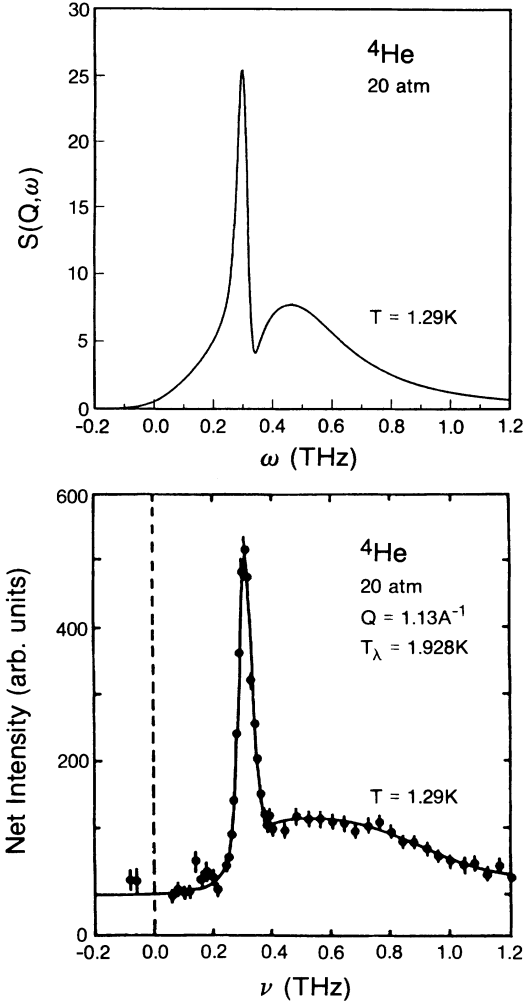 30
25
20
15
10
5
0
S(Q,ω)
⁴He
20 atm
T = 1.29K
-0.2 0.0 0.2 0.4 0.6 0.8 1.0 1.2
ω (THz)
600
400
200
0
Net Intensity (arb. units)
⁴He
20 atm
Q = 1.13A⁻¹
T_λ = 1.928K
T = 1.29K
-0.2 0.0 0.2 0.4 0.6 0.8 1.0 1.2
ν (THz)